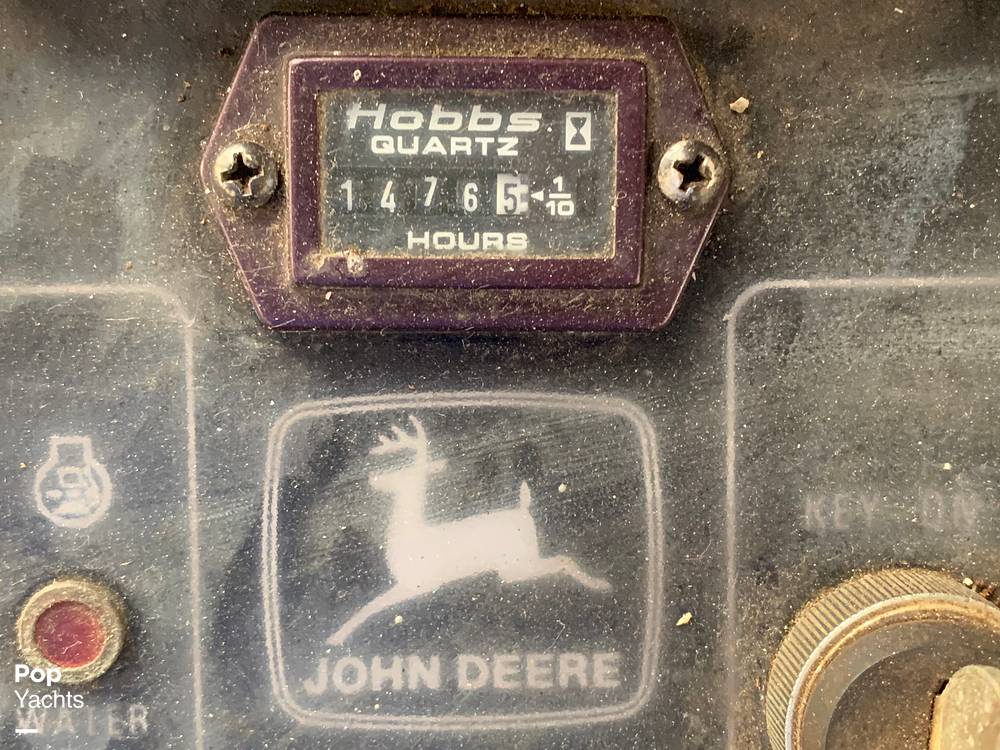 Hobbs
QUARTZ
1 4 7 6 5 1/10
HOURS
KEY ON
JOHN DEERE
Pop
Yachts
WATER